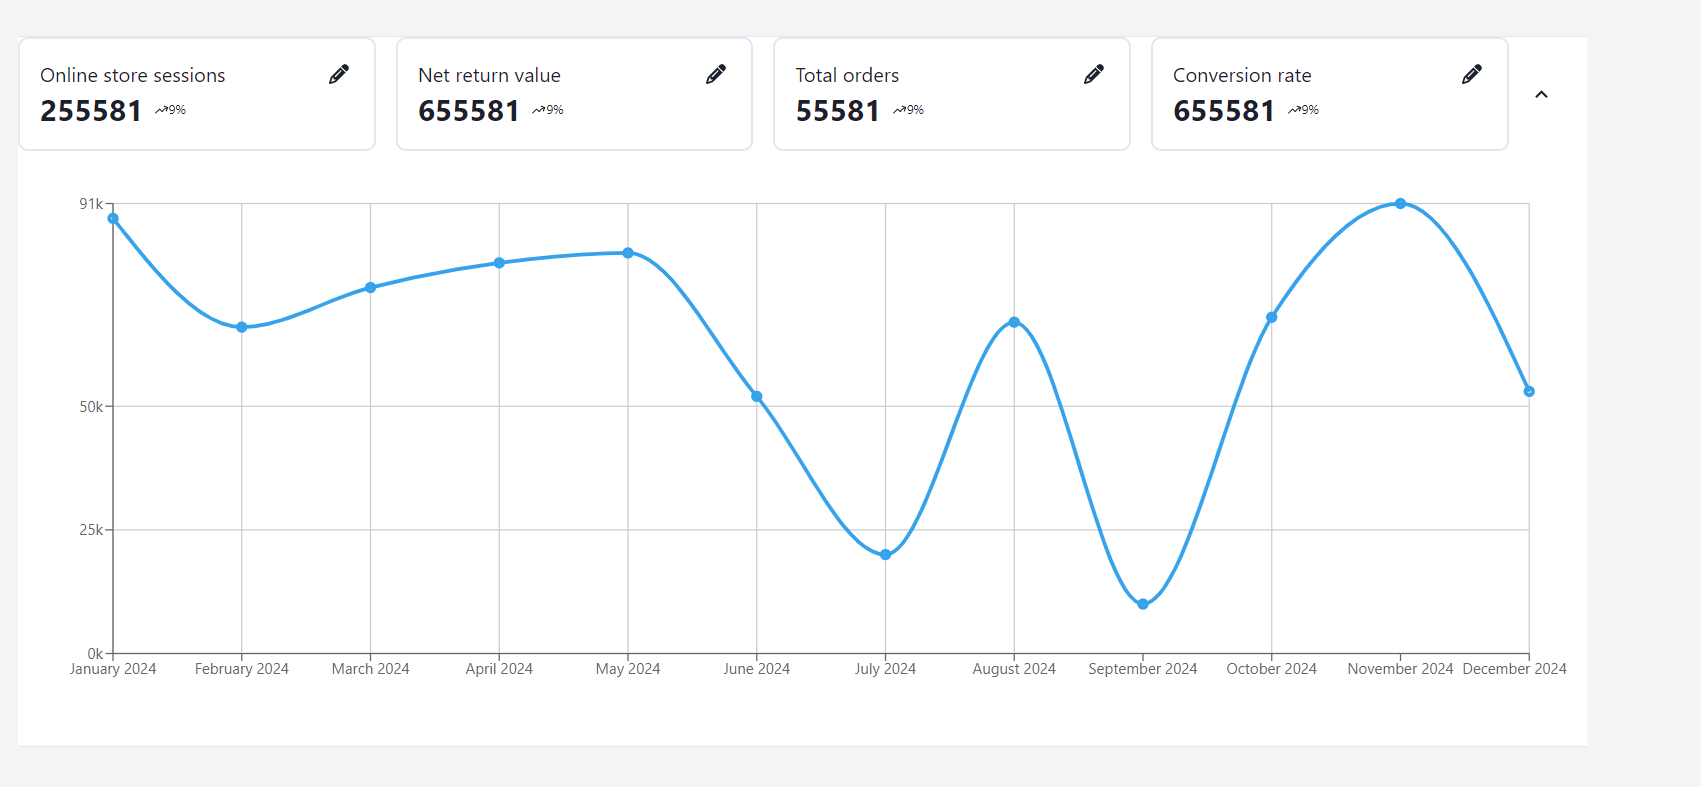 Online store sessions
255581 9%
Net return value
655581 9%
Total orders
55581 9%
Conversion rate
655581 9%
91k
50k
25k
0k
January 2024 February 2024 March 2024 April 2024 May 2024 June 2024 July 2024 August 2024 September 2024 October 2024 November 2024 December 2024